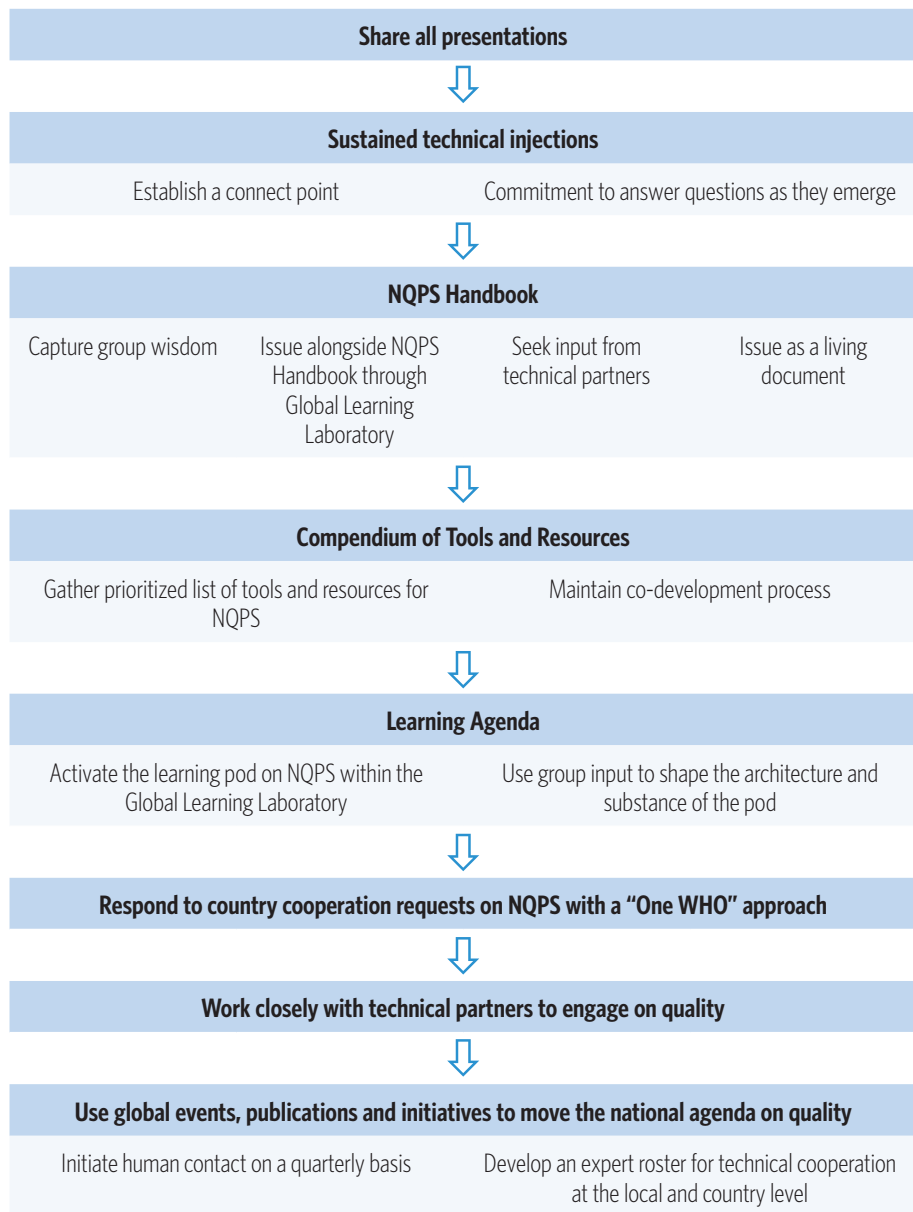 Share all presentations
Sustained technical injections
Establish a connect point
Commitment to answer questions as they emerge
NQPS Handbook
Capture group wisdom
Issue alongside NQPS
Handbook through
Global Learning
Laboratory
Seek input from
technical partners
Issue as a living
document
Compendium of Tools and Resources
Gather prioritized list of tools and resources for
NQPS
Maintain co-development process
Learning Agenda
Activate the learning pod on NQPS within the
Global Learning Laboratory
Use group input to shape the architecture and
substance of the pod
Respond to country cooperation requests on NQPS with a “One WHO” approach
Work closely with technical partners to engage on quality
Use global events, publications and initiatives to move the national agenda on quality
Initiate human contact on a quarterly basis
Develop an expert roster for technical cooperation
at the local and country level